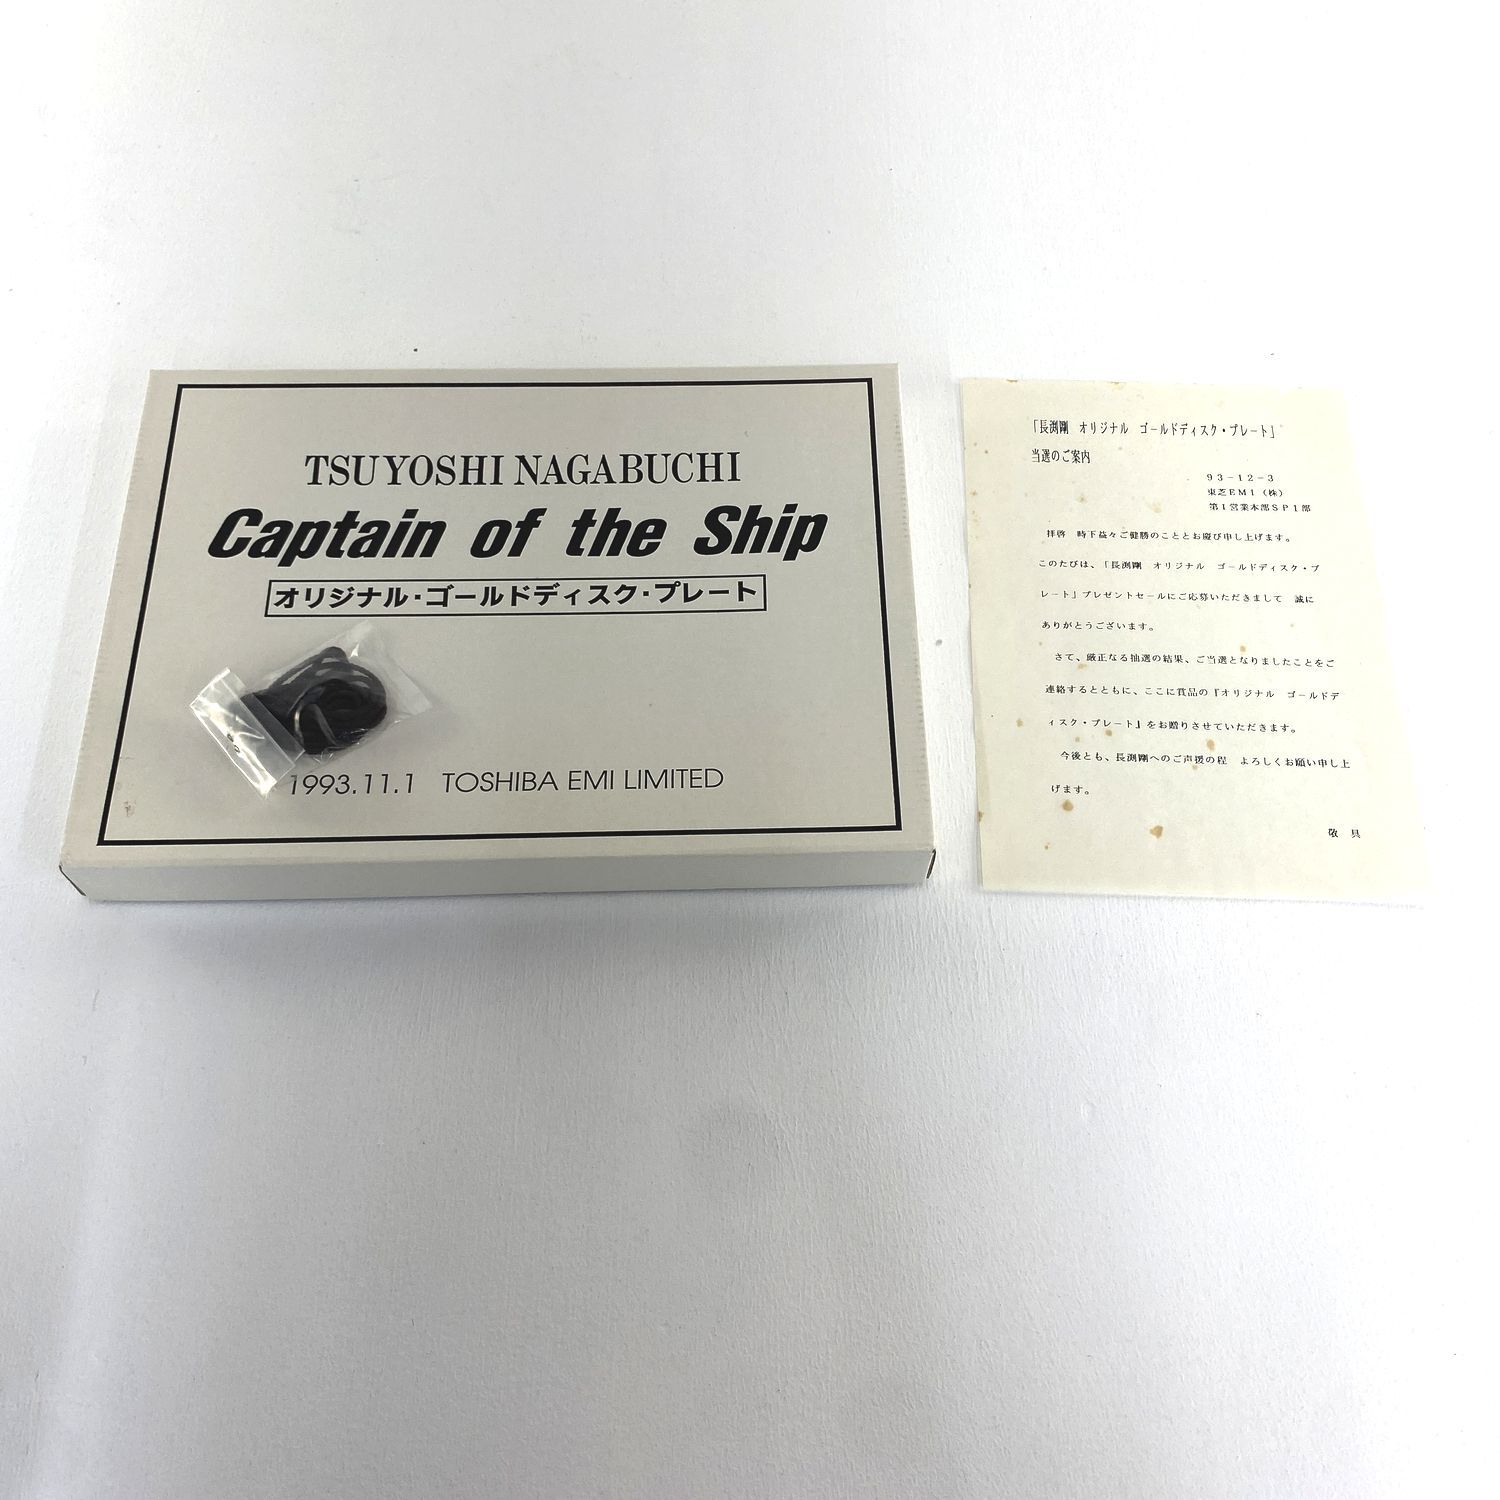 TSUYOSHI NAGABUCHI
Captain of the Ship
オリジナル・ゴールドディスク・プレート
1993.11.1 TOSHIBA EMI LIMITED
「長渕剛 オリジナル ゴールドディスク・プレート」
当選のご案内
93-12-3
東芝EMI(株)
第1営業本部SP1部
拝啓 時下益々ご健勝のこととお慶び申し上げます。
このたびは、「長渕剛 オリジナル ゴールドディスク・プ
レート」プレゼントセールにご応募いただきまして 誠に
ありがとうございます。
さて、厳正なる抽選の結果、ご当選となりましたことをご
連絡するとともに、ここに賞品の『オリジナル ゴールドデ
ィスク・プレート』をお贈りさせていただきます。
今後とも、長渕剛へのご声援の程 よろしくお願い申し上
げます。
敬 具